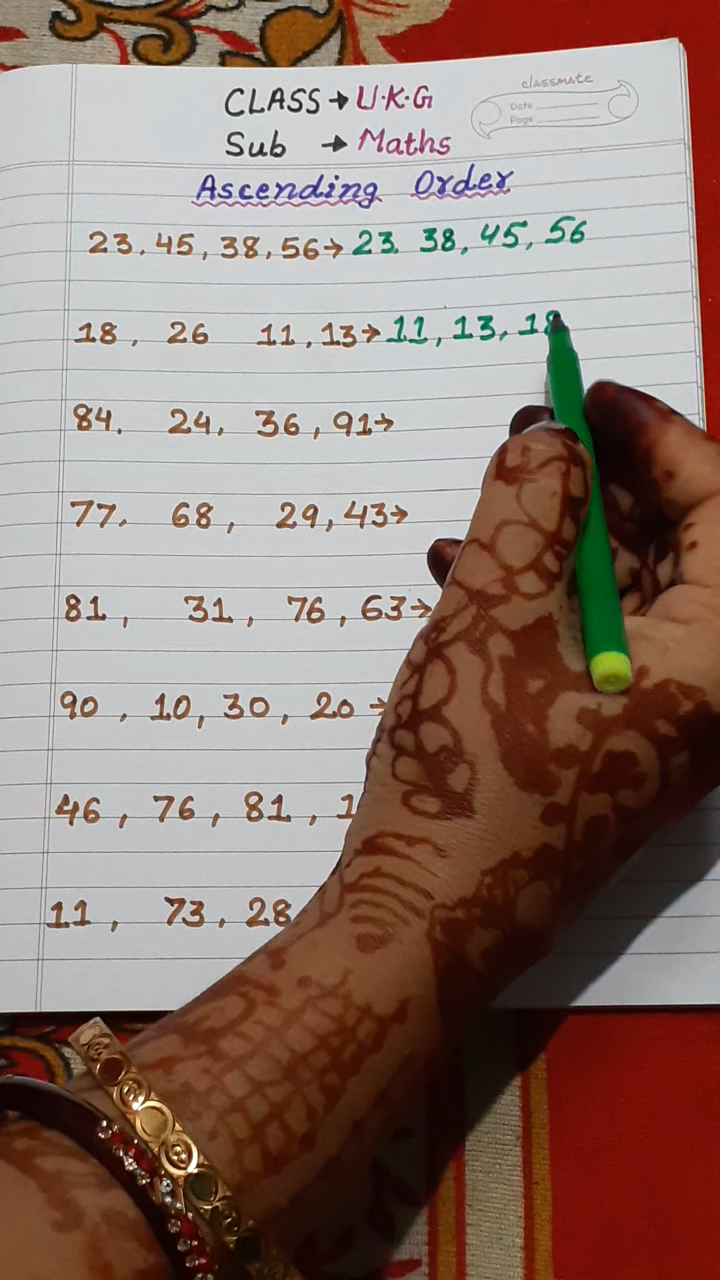 classmate
Date
Page
CLASS → U.K.G
Sub → Maths
Ascending Order
23. 45, 38, 56→ 23. 38, 45, 56
18, 26 11, 13→ 11, 13, 18
84. 24. 36, 91→
77. 68, 29, 43→
81, 31, 76, 63→
90, 10, 30, 20 →
46, 76, 81, 1
11, 73, 28